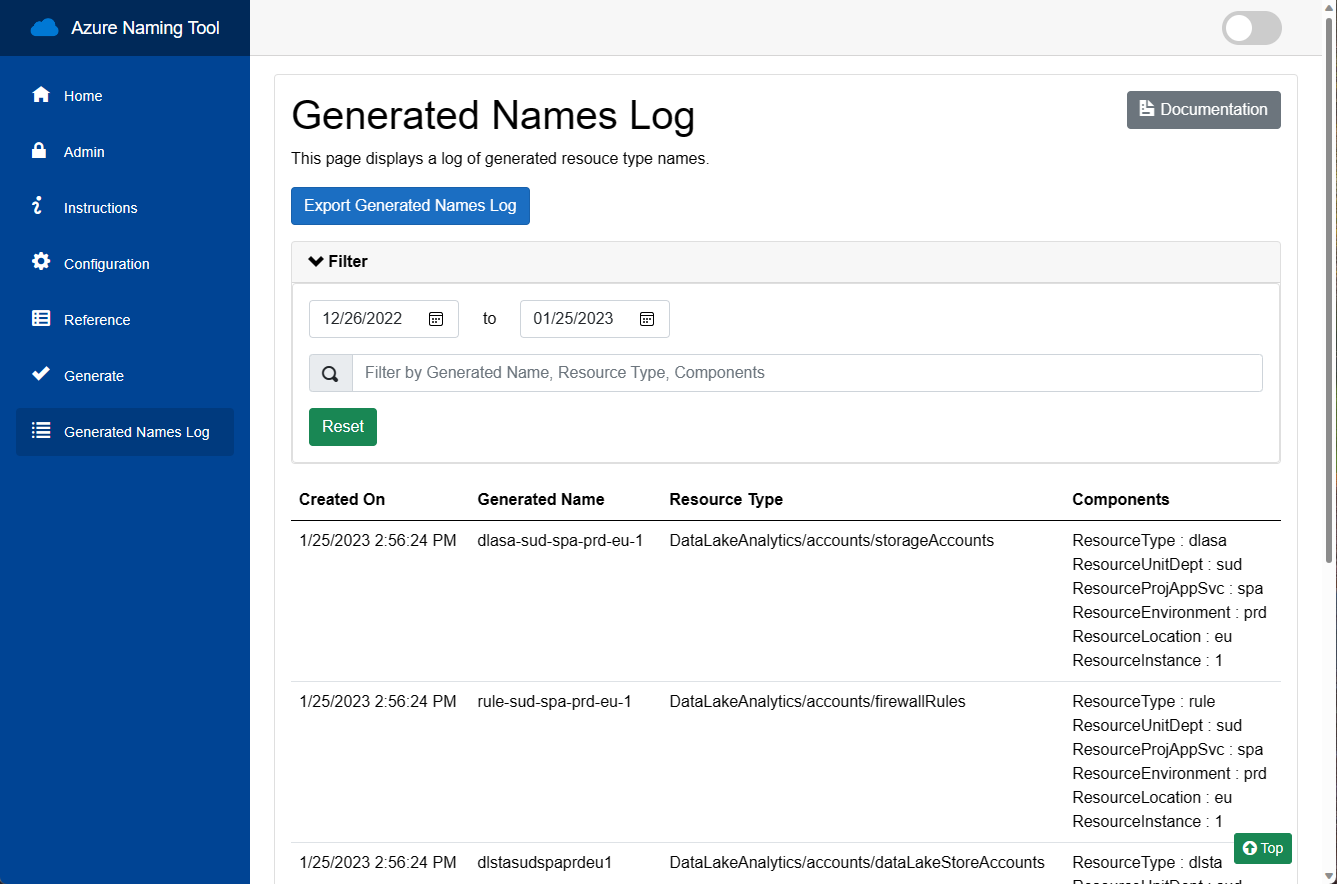 Azure Naming Tool
Home
Admin
Instructions
Configuration
Reference
Generate
Generated Names Log
Generated Names Log
Documentation
This page displays a log of generated resouce type names.
Export Generated Names Log
Filter
12/26/2022 to 01/25/2023
Filter by Generated Name, Resource Type, Components
Reset
Created On Generated Name Resource Type Components
1/25/2023 2:56:24 PM dlasa-sud-spa-prd-eu-1 DataLakeAnalytics/accounts/storageAccounts ResourceType : dlasa
ResourceUnitDept : sud
ResourceProjAppSvc : spa
ResourceEnvironment : prd
ResourceLocation : eu
ResourceInstance : 1
1/25/2023 2:56:24 PM rule-sud-spa-prd-eu-1 DataLakeAnalytics/accounts/firewallRules ResourceType : rule
ResourceUnitDept : sud
ResourceProjAppSvc : spa
ResourceEnvironment : prd
ResourceLocation : eu
ResourceInstance : 1
1/25/2023 2:56:24 PM dlstasudspaprdeu1 DataLakeAnalytics/accounts/dataLakeStoreAccounts ResourceType : dlsta
Top